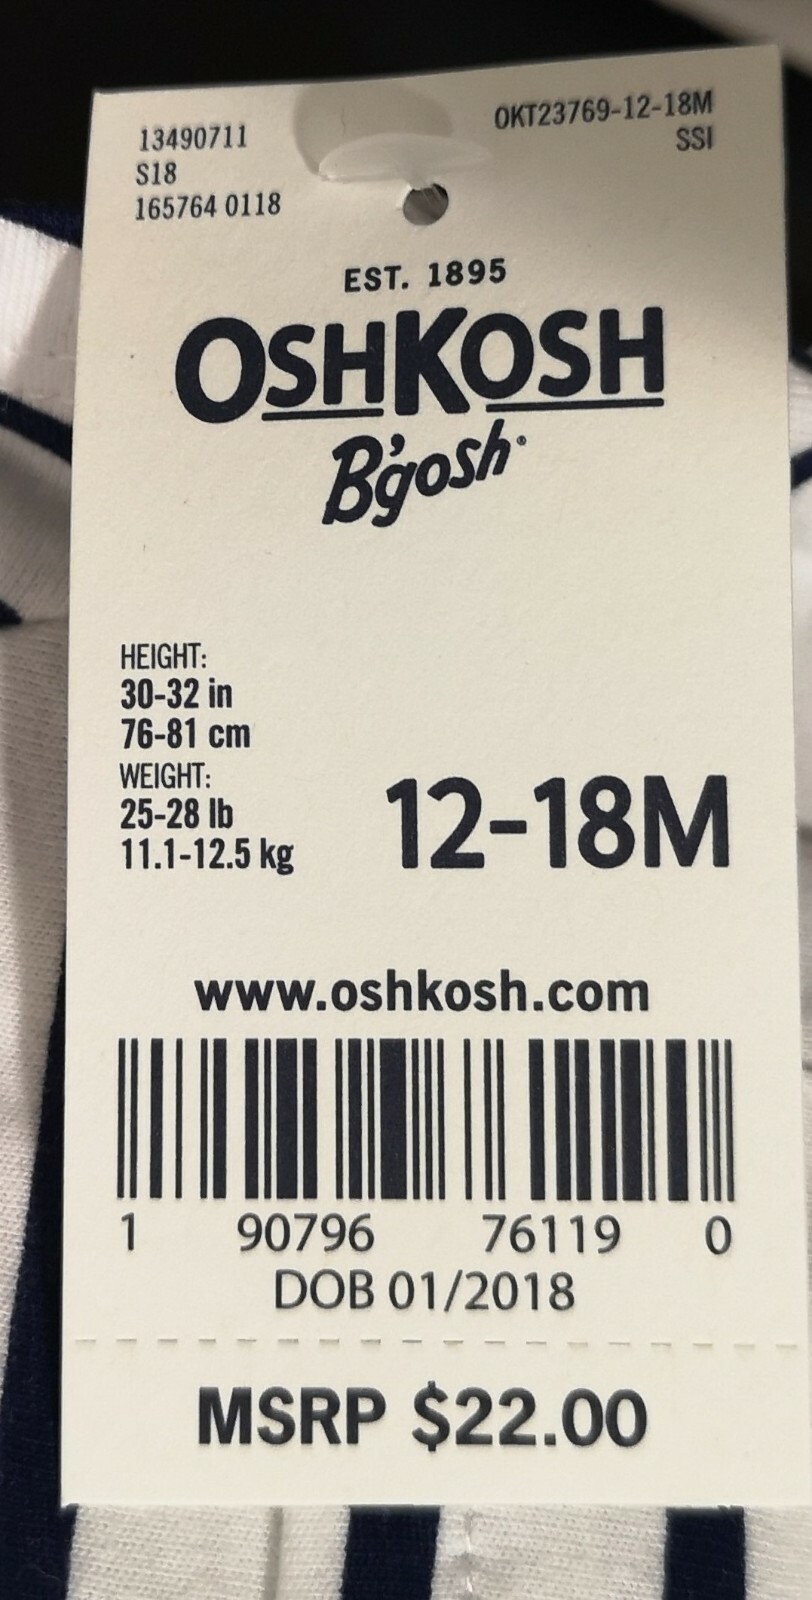 13490711
S18
165764 0118
OKT23769-12-18M
SSI
EST. 1895
OSHKOSH
B'gosh®
HEIGHT:
30-32 in
76-81 cm
WEIGHT:
25-28 lb
11.1-12.5 kg
12-18M
www.oshkosh.com
1 90796 76119 0
DOB 01/2018
MSRP $22.00